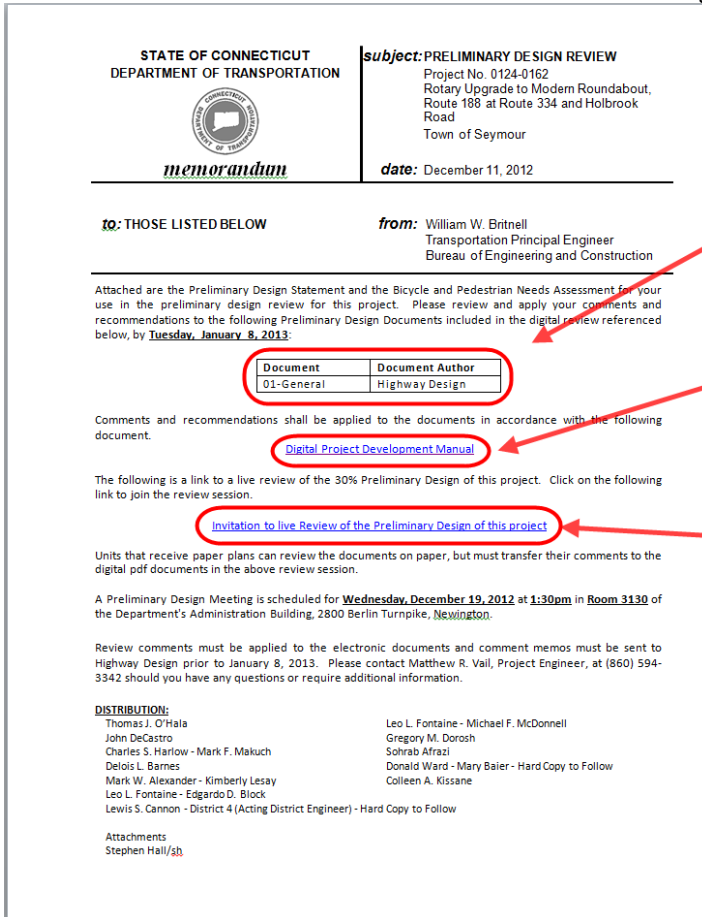 STATE OF CONNECTICUT
DEPARTMENT OF TRANSPORTATION
CONNECTICUT
DEPARTMENT OF TRANSPORTATION
memorandum
subject: PRELIMINARY DESIGN REVIEW
Project No. 0124-0162
Rotary Upgrade to Modern Roundabout,
Route 188 at Route 334 and Holbrook
Road
Town of Seymour
date: December 11, 2012
to: THOSE LISTED BELOW
from: William W. Britnell
Transportation Principal Engineer
Bureau of Engineering and Construction
Attached are the Preliminary Design Statement and the Bicycle and Pedestrian Needs Assessment for your
use in the preliminary design review for this project. Please review and apply your comments and
recommendations to the following Preliminary Design Documents included in the digital review referenced
below, by Tuesday, January 8, 2013:
Document Document Author
01-General Highway Design
Comments and recommendations shall be applied to the documents in accordance with the following
document.
Digital Project Development Manual
The following is a link to a live review of the 30% Preliminary Design of this project. Click on the following
link to join the review session.
Invitation to live Review of the Preliminary Design of this project
Units that receive paper plans can review the documents on paper, but must transfer their comments to the
digital pdf documents in the above review session.
A Preliminary Design Meeting is scheduled for Wednesday, December 19, 2012 at 1:30pm in Room 3130 of
the Department's Administration Building, 2800 Berlin Turnpike, Newington.
Review comments must be applied to the electronic documents and comment memos must be sent to
Highway Design prior to January 8, 2013. Please contact Matthew R. Vail, Project Engineer, at (860) 594-
3342 should you have any questions or require additional information.
DISTRIBUTION:
Thomas J. O'Hala
John DeCastro
Charles S. Harlow - Mark F. Makuch
Delois L. Barnes
Mark W. Alexander - Kimberly Lesay
Leo L. Fontaine - Edgardo D. Block
Lewis S. Cannon - District 4 (Acting District Engineer) - Hard Copy to Follow
Leo L. Fontaine - Michael F. McDonnell
Gregory M. Dorosh
Sohrab Afrazi
Donald Ward - Mary Baier - Hard Copy to Follow
Colleen A. Kissane
Attachments
Stephen Hall/sh